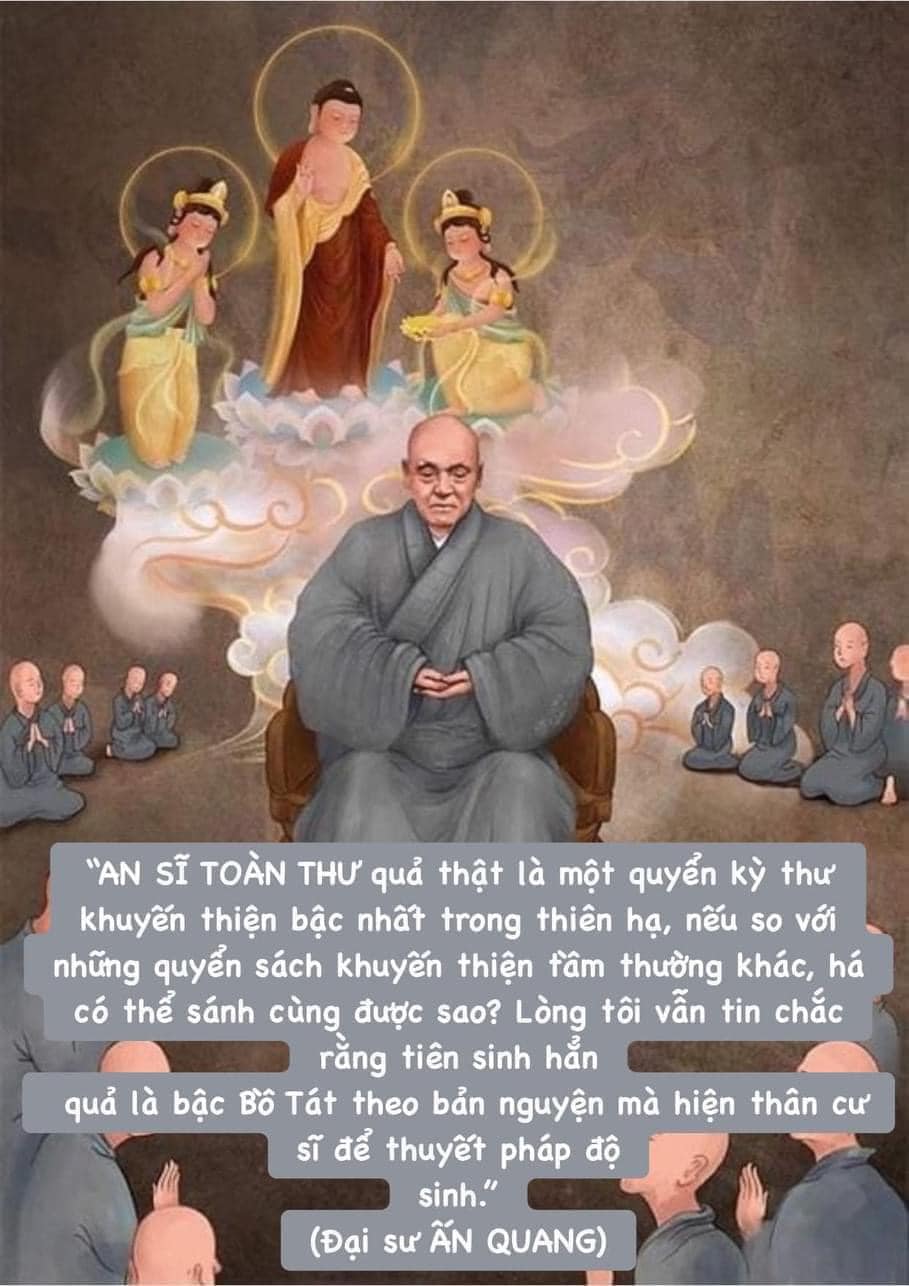 “AN SĨ TOÀN THƯ quả thật là một quyển kỳ thư
khuyến thiện bậc nhất trong thiên hạ, nếu so với
những quyển sách khuyến thiện tầm thường khác, há
có thể sánh cùng được sao? Lòng tôi vẫn tin chắc
rằng tiên sinh hẳn
quả là bậc Bồ Tát theo bản nguyện mà hiện thân cư
sĩ để thuyết pháp độ
sinh.”
(Đại sư ẤN QUANG)